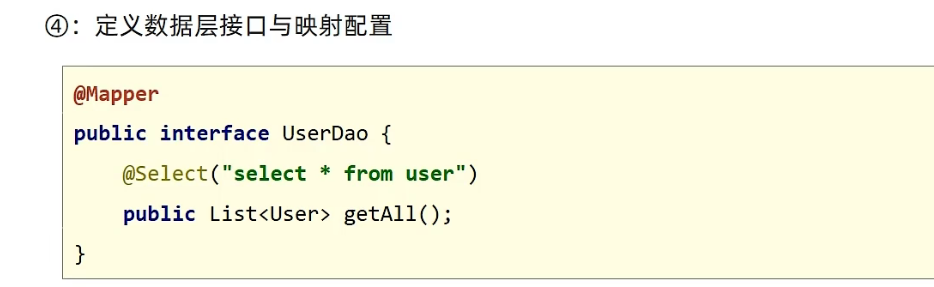 ④：定义数据层接口与映射配置
@Mapper
public interface UserDao {
    @Select("select * from user")
    public List<User> getAll();
}